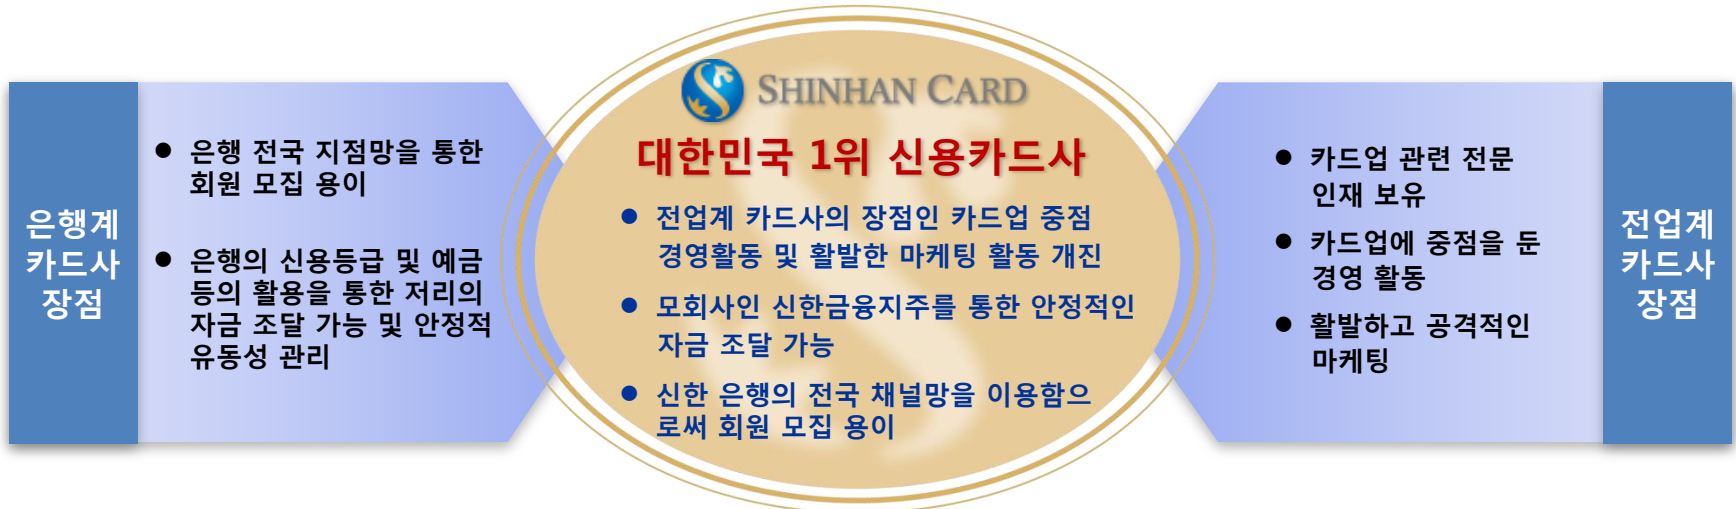 은행계
카드사
장점
● 은행 전국 지점망을 통한
회원 모집 용이
● 은행의 신용등급 및 예금
등의 활용을 통한 저리의
자금 조달 가능 및 안정적
유동성 관리
SHINHAN CARD
대한민국 1위 신용카드사
● 전업계 카드사의 장점인 카드업 중점
경영활동 및 활발한 마케팅 활동 개진
● 모회사인 신한금융지주를 통한 안정적인
자금 조달 가능
● 신한 은행의 전국 채널망을 이용함으
로써 회원 모집 용이
● 카드업 관련 전문
인재 보유
● 카드업에 중점을 둔
경영 활동
● 활발하고 공격적인
마케팅
전업계
카드사
장점